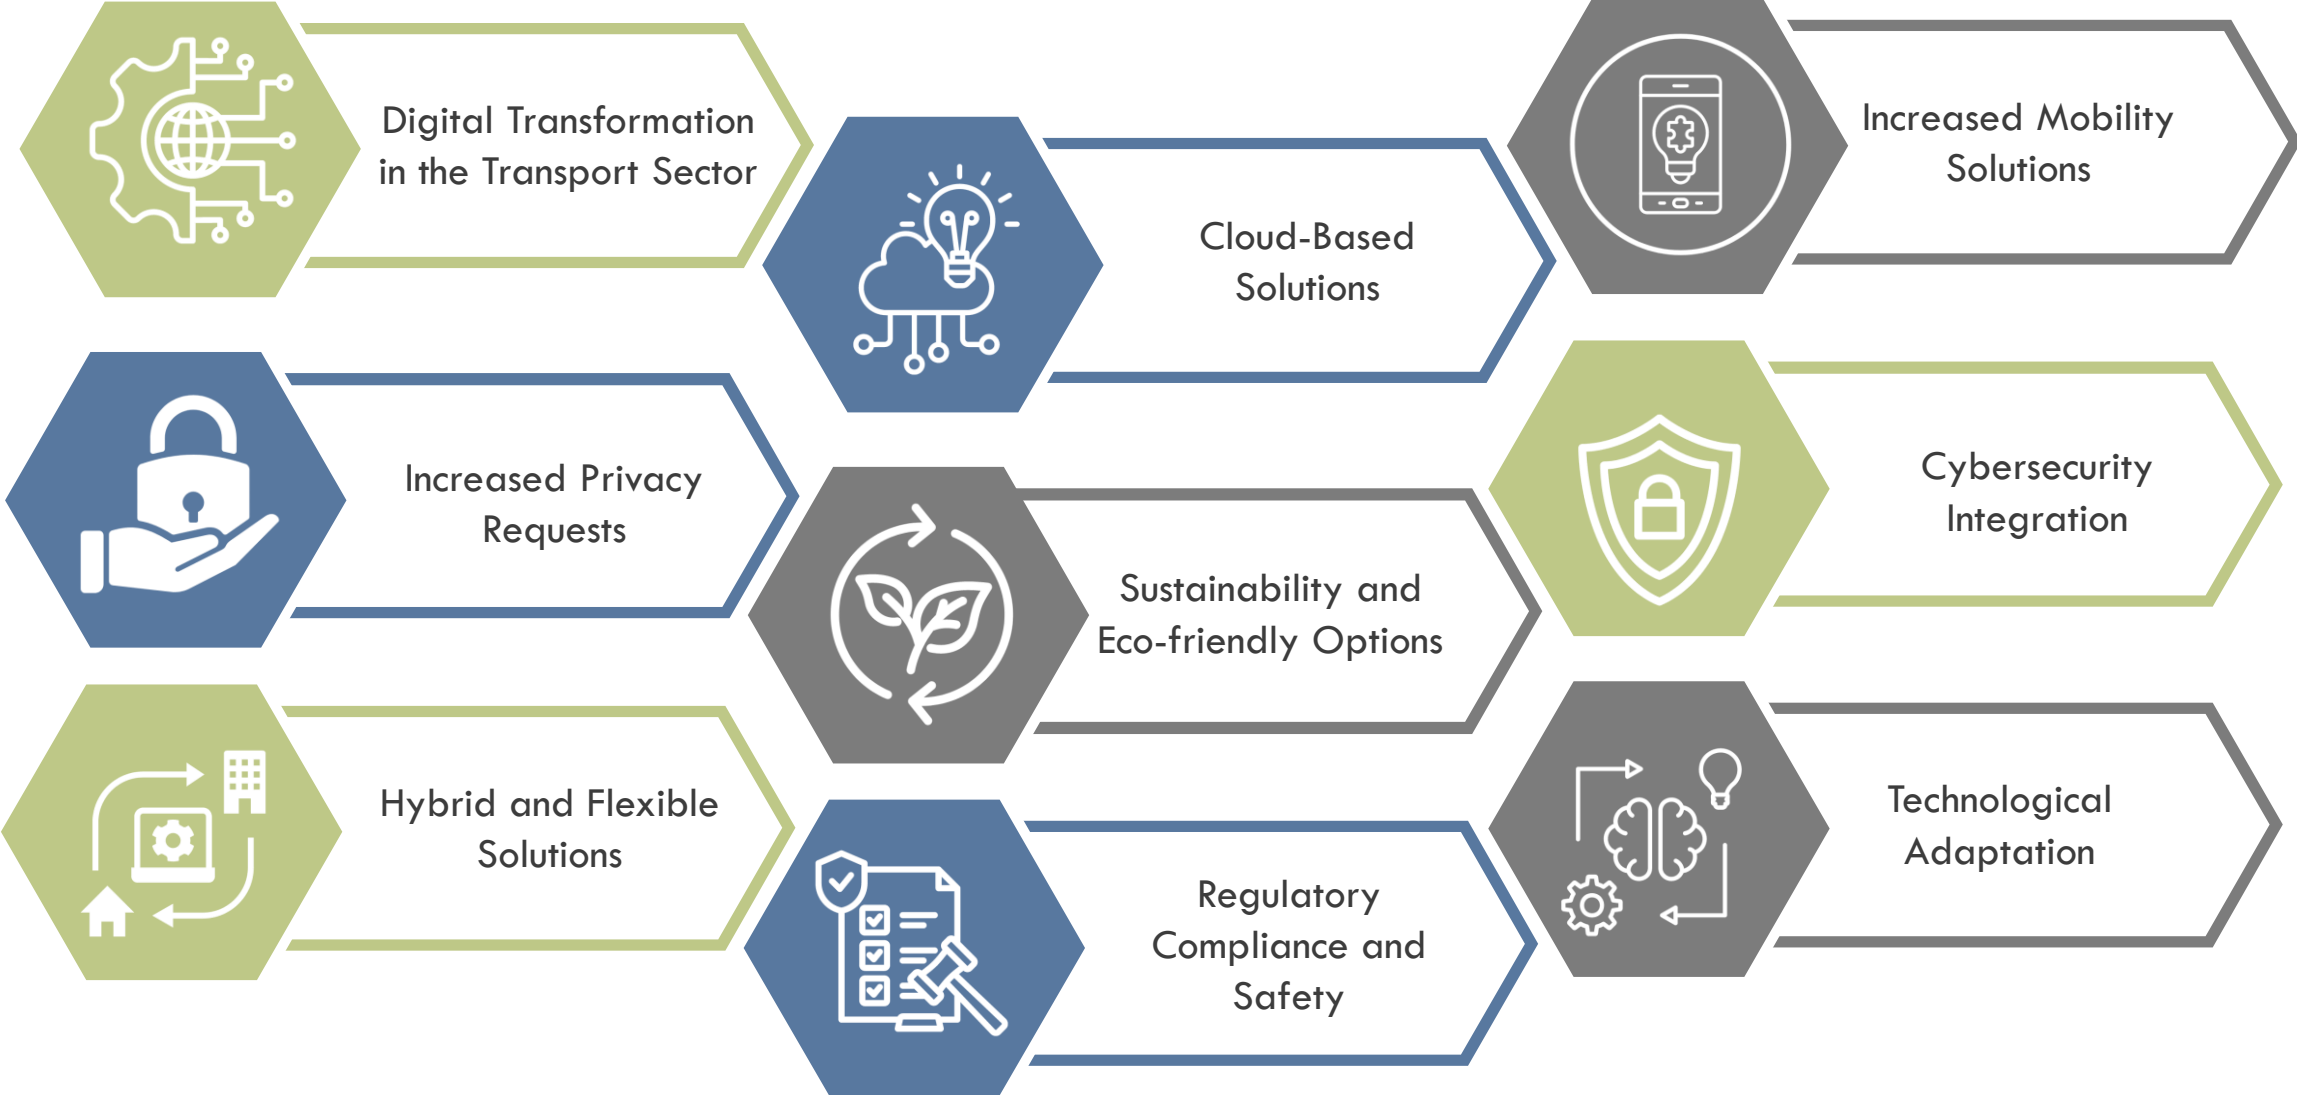 Digital Transformation
in the Transport Sector
Cloud-Based
Solutions
Increased Mobility
Solutions
Increased Privacy
Requests
Sustainability and
Eco-friendly Options
Cybersecurity
Integration
Hybrid and Flexible
Solutions
Regulatory
Compliance and
Safety
Technological
Adaptation